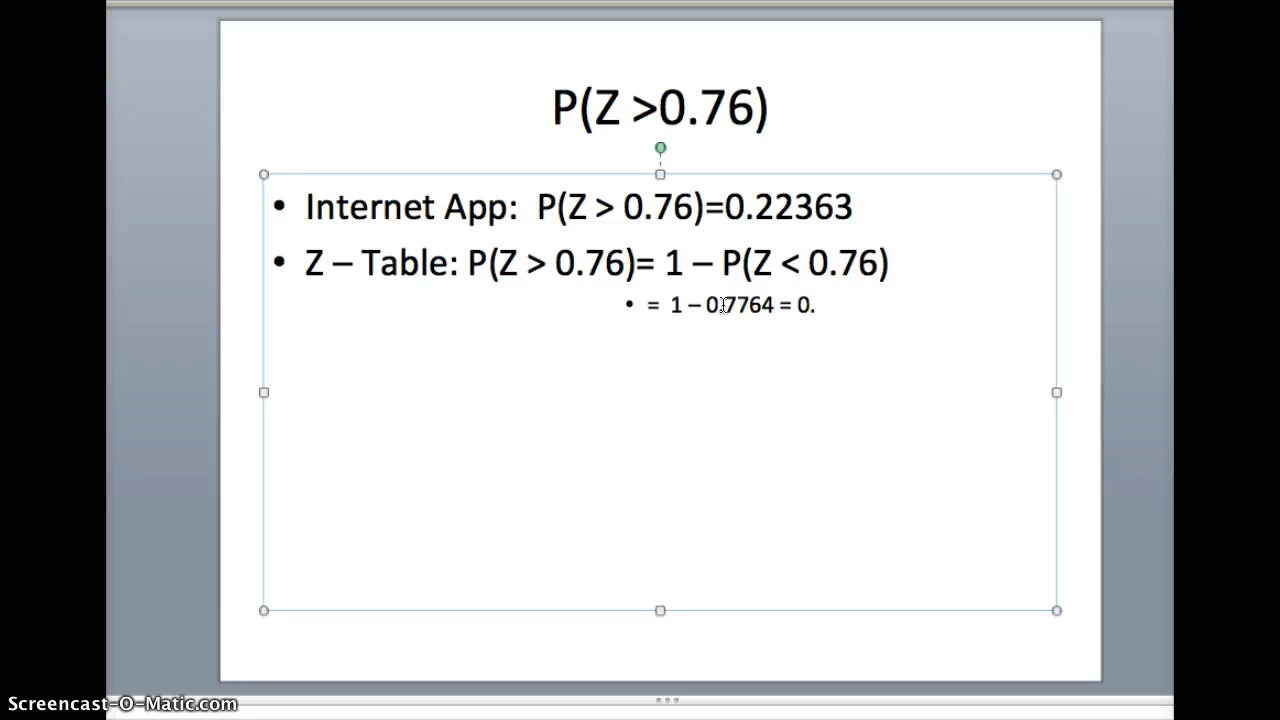 P(Z >0.76)
• Internet App:  P(Z > 0.76)=0.22363
• Z – Table: P(Z > 0.76)= 1 – P(Z < 0.76)
• =  1 – 0.7764 = 0.
Screencast-O-Matic.com